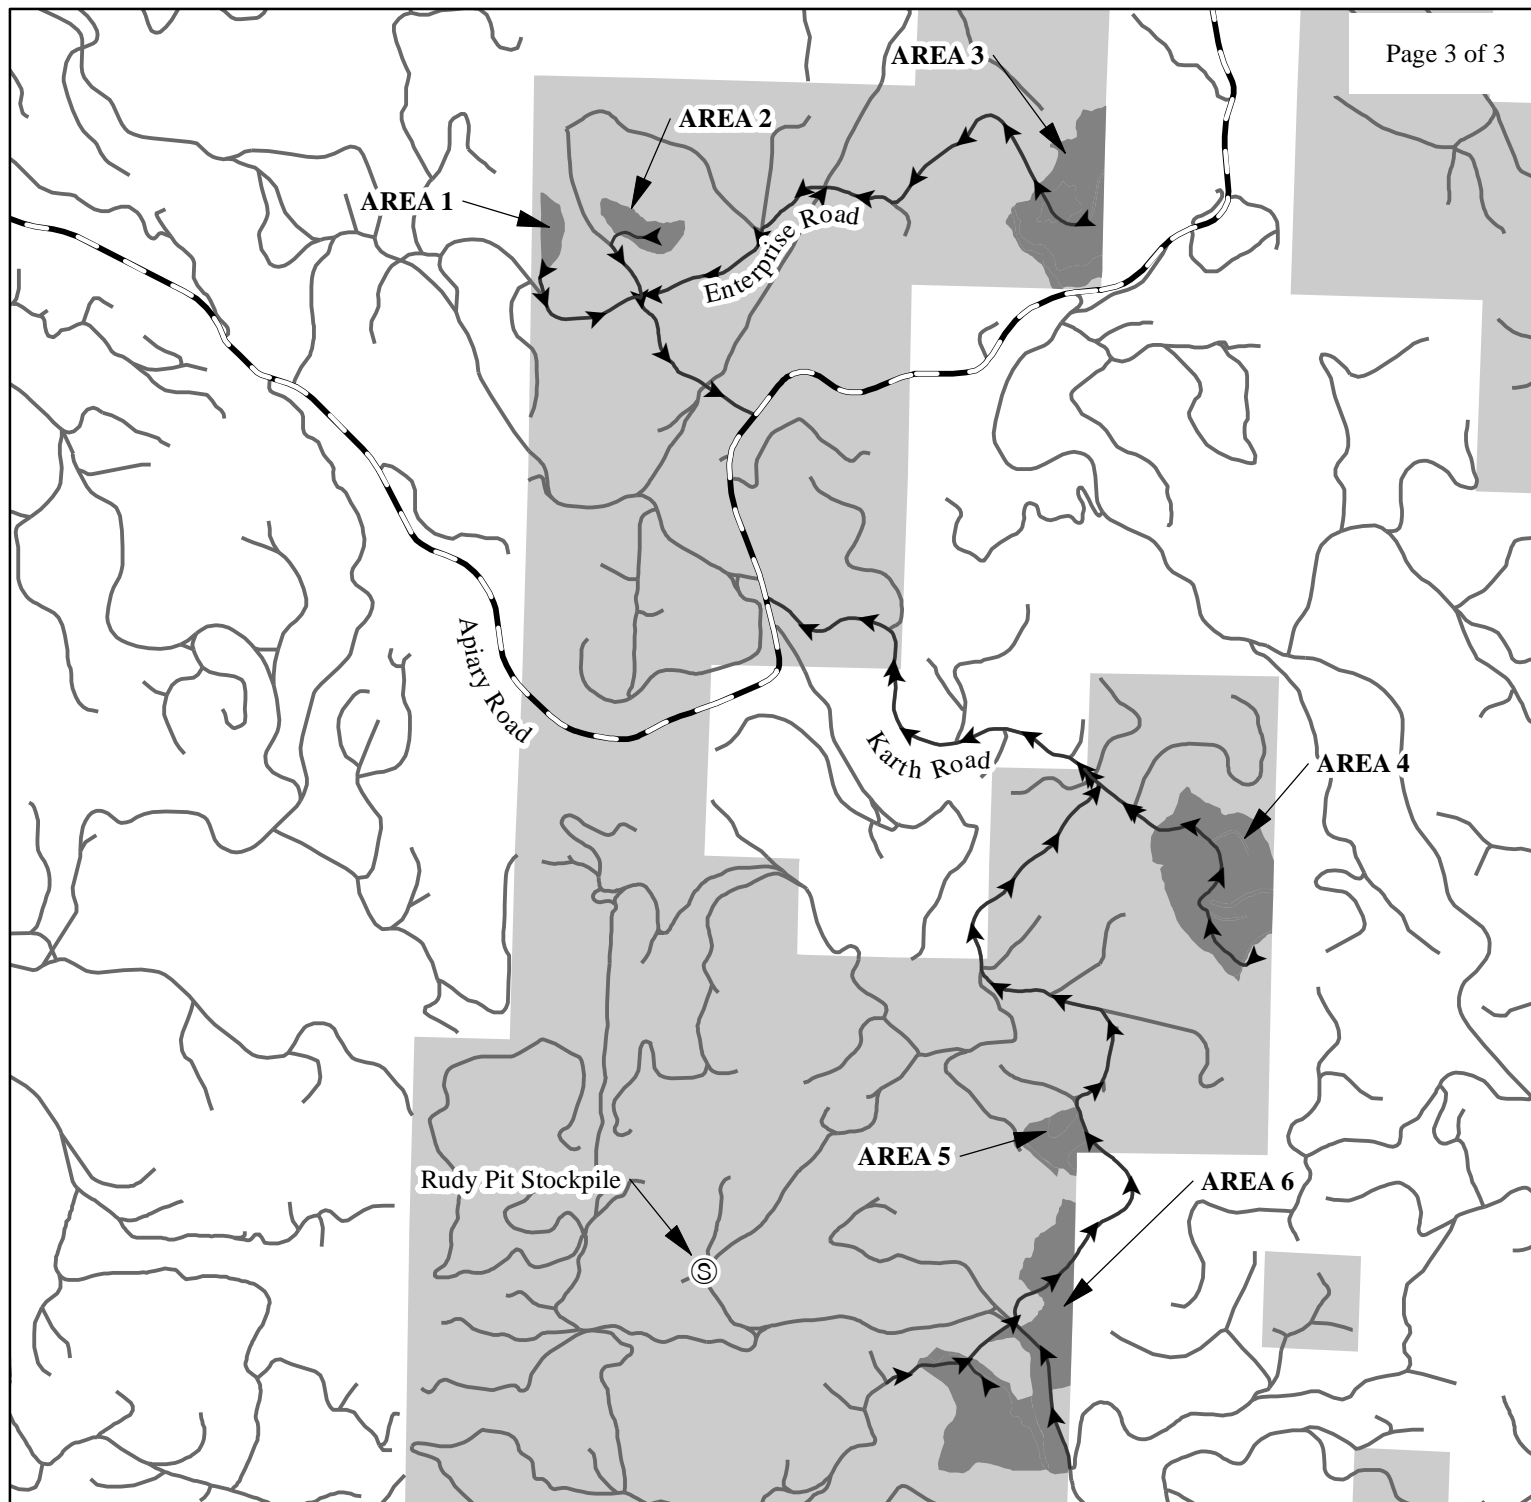 Page 3 of 3
AREA 3
AREA 2
AREA 1
Enterprise Road
Apiary Road
Karth Road
AREA 4
AREA 5
Rudy Pit Stockpile
AREA 6
S